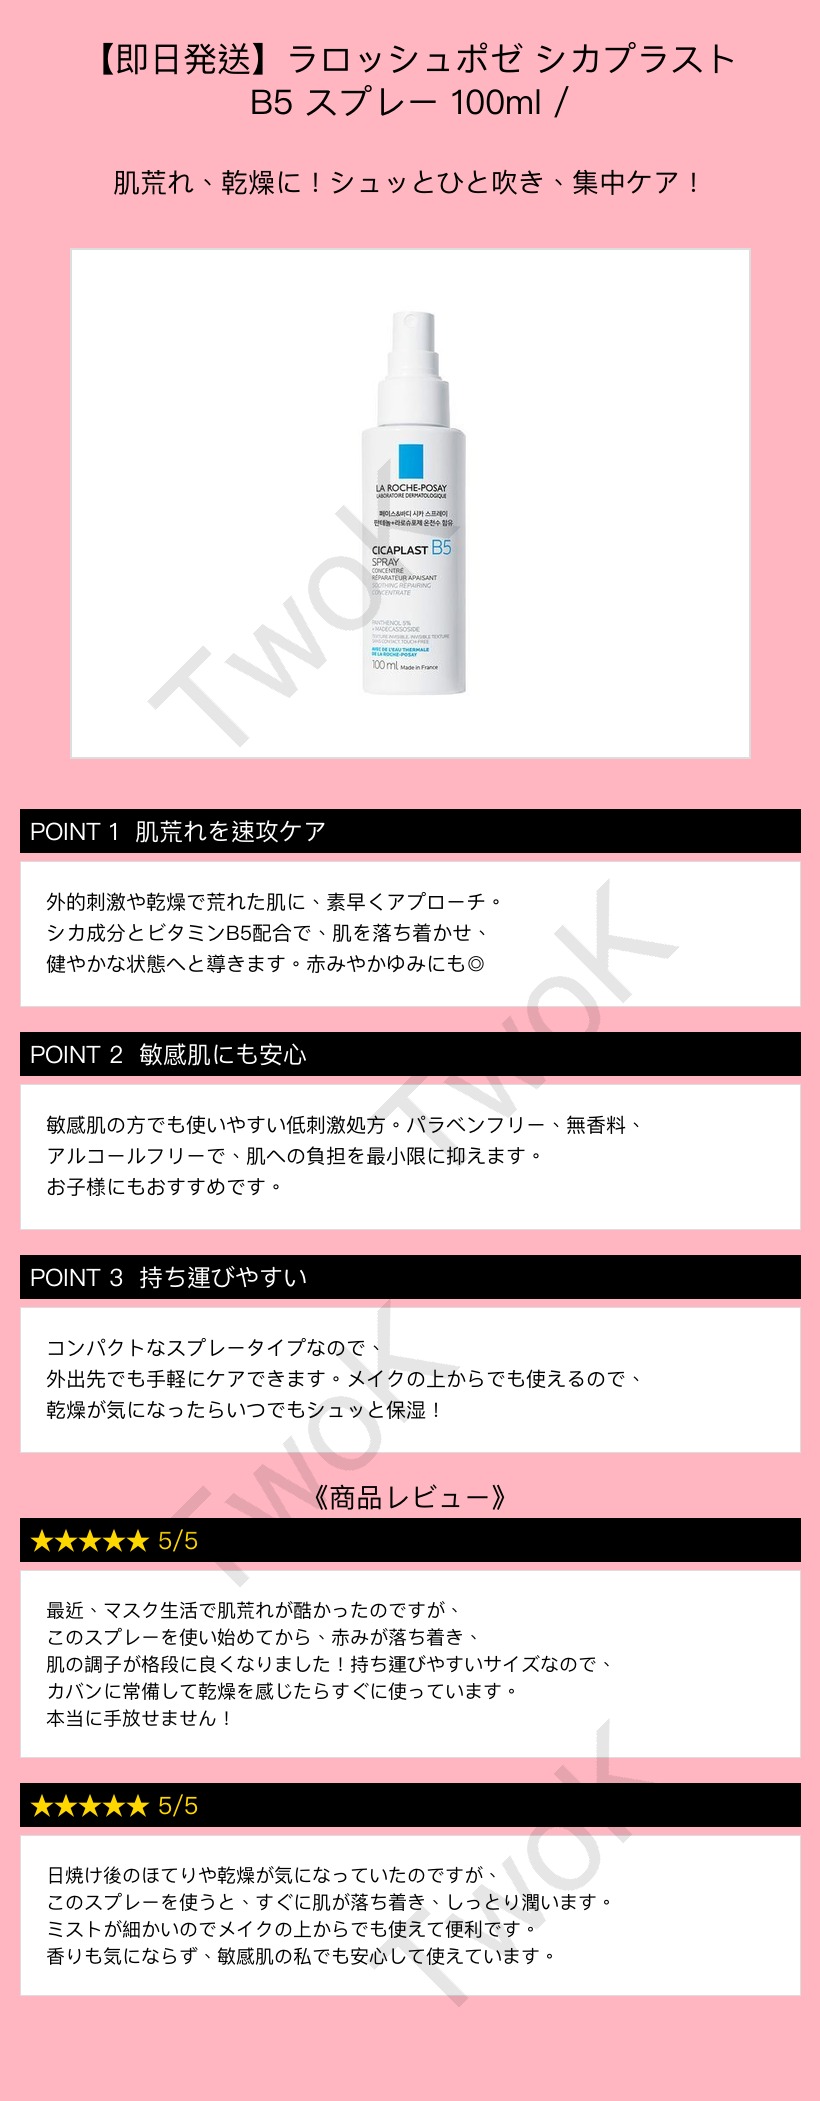 【即日発送】ラロッシュポゼ シカプラスト
B5 スプレー 100ml /
肌荒れ、乾燥に！シュッとひと吹き、集中ケア！
LA ROCHE-POSAY
LABORATOIRE DERMATOLOGIQUE
페이스&바디 시카 스프레이
판테놀+라로슈포제 온천수 함유
CICAPLAST B5
SPRAY
CONCENTRÉ
RÉPARATEUR APAISANT
SOOTHING REPAIRING
CONCENTRATE
PANTHENOL 5%
+ MADECASSOSIDE
TEXTURE INVISIBLE, INVISIBLE TEXTURE
SANS CONTACT, TOUCH-FREE
AVEC DE L'EAU THERMALE
DE LA ROCHE-POSAY
100 ml Made in France
TwoK
POINT 1 肌荒れを速攻ケア
外的刺激や乾燥で荒れた肌に、素早くアプローチ。
シカ成分とビタミンB5配合で、肌を落ち着かせ、
健やかな状態へと導きます。赤みやかゆみにも◎
TwoK
POINT 2 敏感肌にも安心
敏感肌の方でも使いやすい低刺激処方。パラベンフリー、無香料、
アルコールフリーで、肌への負担を最小限に抑えます。
お子様にもおすすめです。
POINT 3 持ち運びやすい
コンパクトなスプレータイプなので、
外出先でも手軽にケアできます。メイクの上からでも使えるので、
乾燥が気になったらいつでもシュッと保湿！
TwoK
《商品レビュー》
★★★★★ 5/5
最近、マスク生活で肌荒れが酷かったのですが、
このスプレーを使い始めてから、赤みが落ち着き、
肌の調子が格段に良くなりました！持ち運びやすいサイズなので、
カバンに常備して乾燥を感じたらすぐに使っています。
本当に手放せません！
★★★★★ 5/5
日焼け後のほてりや乾燥が気になっていたのですが、
このスプレーを使うと、すぐに肌が落ち着き、しっとり潤います。
ミストが細かいのでメイクの上からでも使えて便利です。
香りも気にならず、敏感肌の私でも安心して使えています。
TwoK